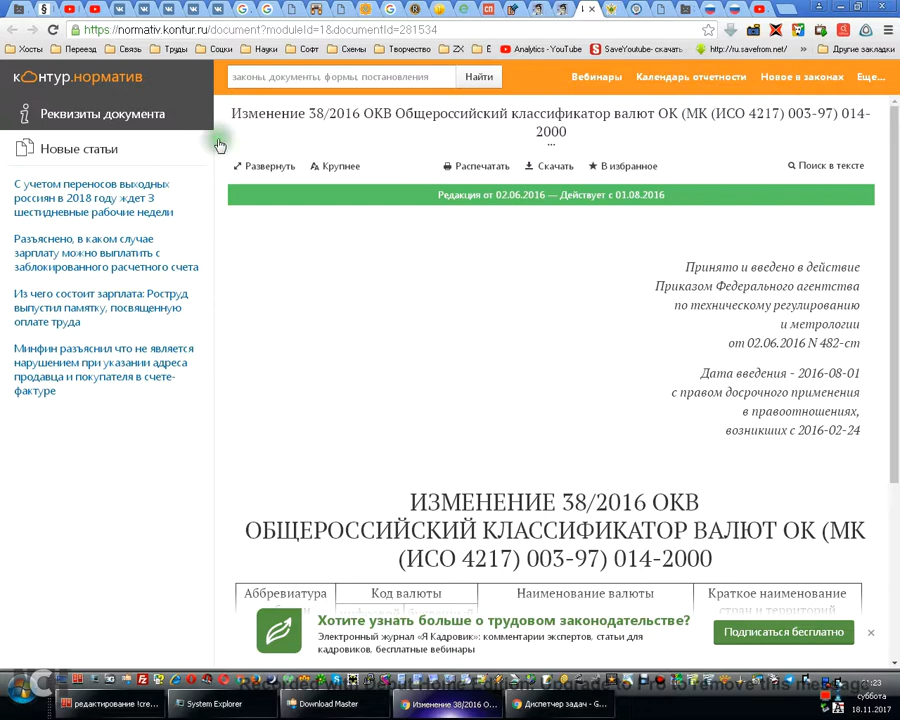 https://normativ.kontur.ru/document?moduleId=1&documentId=281534
Хосты
Переезд
Связь
Труды
Соцки
Науки
Софт
Схемы
Творчество
ZX
Ё
Analytics - YouTube
SaveYoutube- скачать
http://ru.savefrom.net/
»
Другие закладки
контур.норматив
законы, документы, формы, постановления
Найти
Вебинары
Календарь отчетности
Новое в законах
Еще...
Реквизиты документа
Новые статьи
С учетом переносов выходных
россиян в 2018 году ждет 3
шестидневные рабочие недели
Разъяснено, в каком случае
зарплату можно выплатить с
заблокированного расчетного счета
Из чего состоит зарплата: Роструд
выпустил памятку, посвященную
оплате труда
Минфин разъяснил что не является
нарушением при указании адреса
продавца и покупателя в счете-
фактуре
Изменение 38/2016 ОКВ Общероссийский классификатор валют ОК (МК (ИСО 4217) 003-97) 014-
2000
...
Развернуть
Крупнее
Распечатать
Скачать
В избранное
Поиск в тексте
Редакция от 02.06.2016 — Действует с 01.08.2016
Принято и введено в действие
Приказом Федерального агентства
по техническому регулированию
и метрологии
от 02.06.2016 N 482-ст
Дата введения - 2016-08-01
с правом досрочного применения
в правоотношениях,
возникших с 2016-02-24
ИЗМЕНЕНИЕ 38/2016 ОКВ
ОБЩЕРОССИЙСКИЙ КЛАССИФИКАТОР ВАЛЮТ ОК (МК
(ИСО 4217) 003-97) 014-2000
Аббревиатура
Код валюты
Наименование валюты
Краткое наименование
стран и территорий
Хотите узнать больше о трудовом законодательстве?
Электронный журнал «Я Кадровик»: комментарии экспертов, статьи для
кадровиков, бесплатные вебинары
Подписаться бесплатно
редактирование !cre...
System Explorer
Download Master
Изменение 38/2016 О...
Диспетчер задач - G...
суббота
18.11.2017